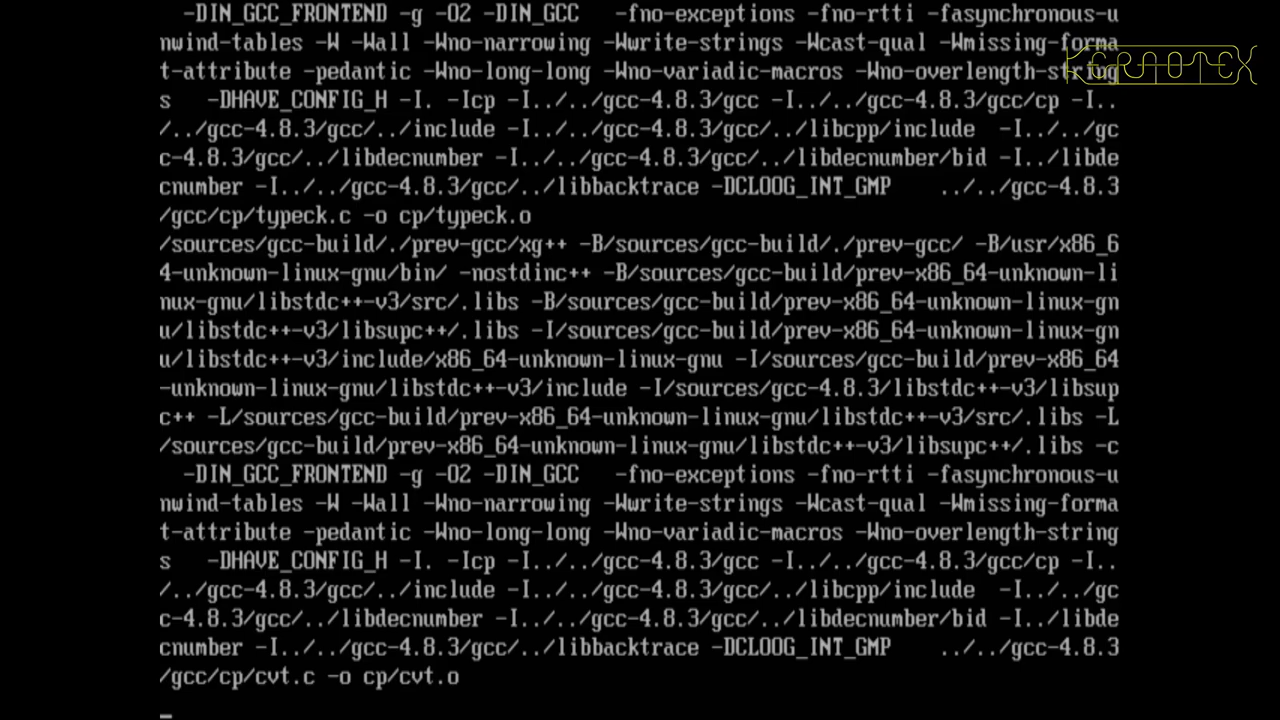 -DIN_GCC_FRONTEND -g -O2 -DIN_GCC   -fno-exceptions -fno-rtti -fasynchronous-u
nwind-tables -W -Wall -Wno-narrowing -Wwrite-strings -Wcast-qual -Wmissing-forma
t-attribute -pedantic -Wno-long-long -Wno-variadic-macros -Wno-overlength-string
s   -DHAVE_CONFIG_H -I. -Icp -I../../gcc-4.8.3/gcc -I../../gcc-4.8.3/gcc/cp -I..
/../gcc-4.8.3/gcc/../include -I../../gcc-4.8.3/gcc/../libcpp/include  -I../../gc
c-4.8.3/gcc/../libdecnumber -I../../gcc-4.8.3/gcc/../libdecnumber/bid -I../libde
cnumber -I../../gcc-4.8.3/gcc/../libbacktrace -DCLOOG_INT_GMP    ../../gcc-4.8.3
/gcc/cp/typeck.c -o cp/typeck.o
/sources/gcc-build/./prev-gcc/xg++ -B/sources/gcc-build/./prev-gcc/ -B/usr/x86_6
4-unknown-linux-gnu/bin/ -nostdinc++ -B/sources/gcc-build/prev-x86_64-unknown-li
nux-gnu/libstdc++-v3/src/.libs -B/sources/gcc-build/prev-x86_64-unknown-linux-gn
u/libstdc++-v3/libsupc++/.libs -I/sources/gcc-build/prev-x86_64-unknown-linux-gn
u/libstdc++-v3/include/x86_64-unknown-linux-gnu -I/sources/gcc-build/prev-x86_64
-unknown-linux-gnu/libstdc++-v3/include -I/sources/gcc-4.8.3/libstdc++-v3/libsup
c++ -L/sources/gcc-build/prev-x86_64-unknown-linux-gnu/libstdc++-v3/src/.libs -L
/sources/gcc-build/prev-x86_64-unknown-linux-gnu/libstdc++-v3/libsupc++/.libs -c
  -DIN_GCC_FRONTEND -g -O2 -DIN_GCC   -fno-exceptions -fno-rtti -fasynchronous-u
nwind-tables -W -Wall -Wno-narrowing -Wwrite-strings -Wcast-qual -Wmissing-forma
t-attribute -pedantic -Wno-long-long -Wno-variadic-macros -Wno-overlength-string
s   -DHAVE_CONFIG_H -I. -Icp -I../../gcc-4.8.3/gcc -I../../gcc-4.8.3/gcc/cp -I..
/../gcc-4.8.3/gcc/../include -I../../gcc-4.8.3/gcc/../libcpp/include  -I../../gc
c-4.8.3/gcc/../libdecnumber -I../../gcc-4.8.3/gcc/../libdecnumber/bid -I../libde
cnumber -I../../gcc-4.8.3/gcc/../libbacktrace -DCLOOG_INT_GMP    ../../gcc-4.8.3
/gcc/cp/cvt.c -o cp/cvt.o